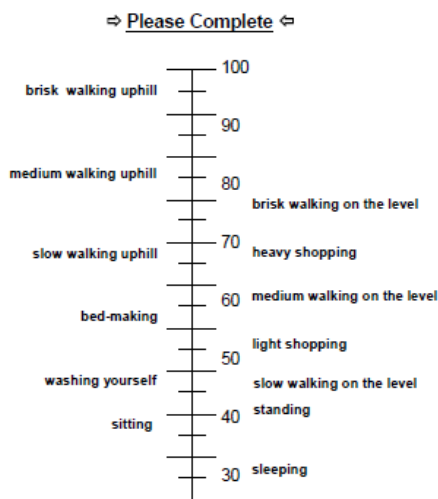 ⇨ Please Complete ⇦
100
brisk walking uphill
90
medium walking uphill
80
brisk walking on the level
70
slow walking uphill
heavy shopping
60
medium walking on the level
bed-making
light shopping
50
washing yourself
slow walking on the level
standing
40
sitting
sleeping
30